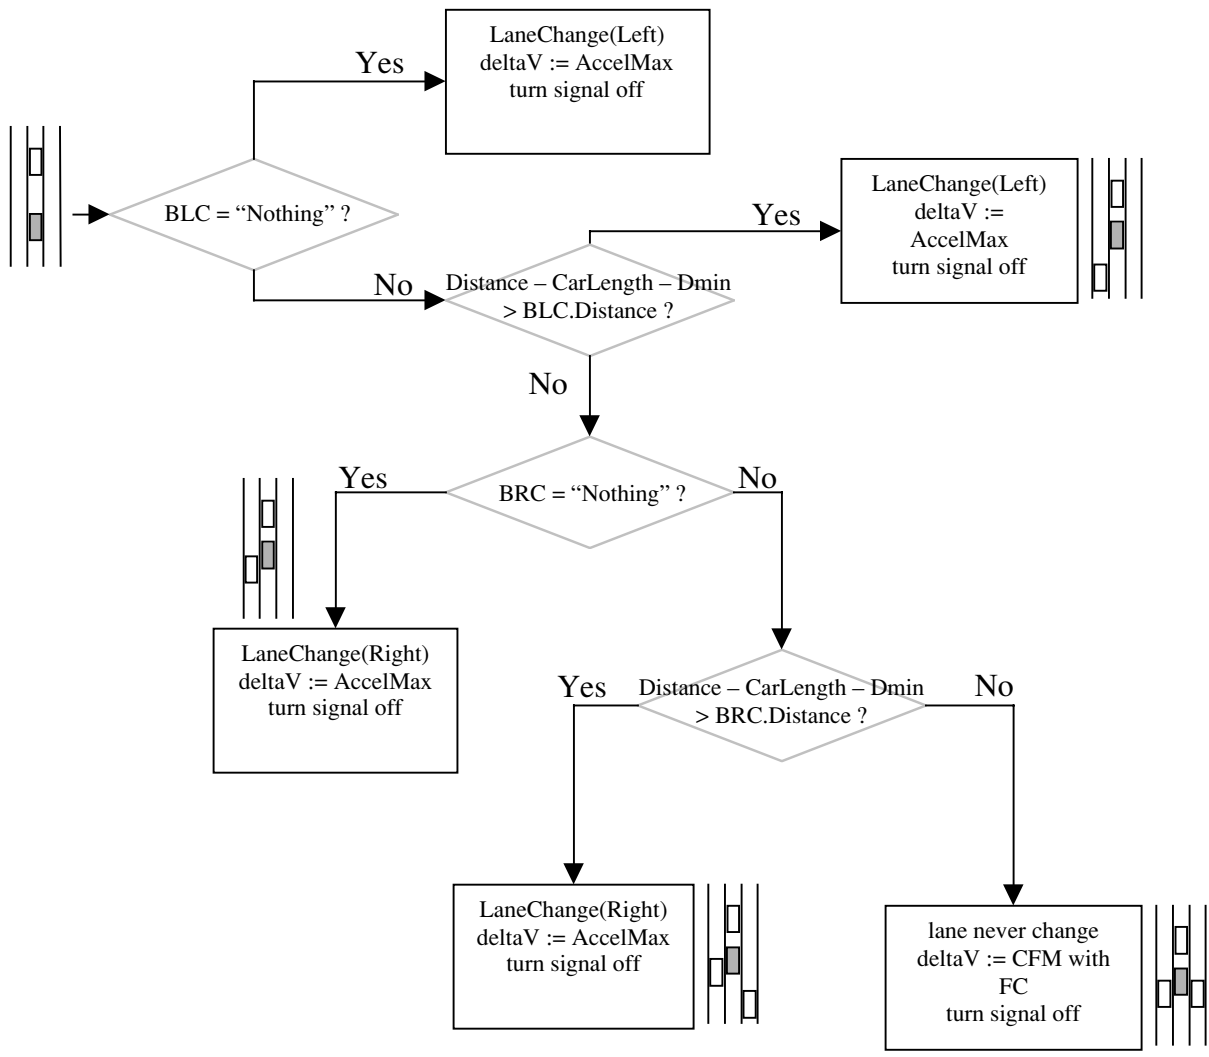 LaneChange(Left)
deltaV := AccelMax
turn signal off
Yes
BLC = “Nothing” ?
LaneChange(Left)
deltaV :=
AccelMax
turn signal off
Yes
No
Distance – CarLength – Dmin
> BLC.Distance ?
No
Yes
BRC = “Nothing” ?
No
LaneChange(Right)
deltaV := AccelMax
turn signal off
Yes
Distance – CarLength – Dmin
> BRC.Distance ?
No
LaneChange(Right)
deltaV := AccelMax
turn signal off
lane never change
deltaV := CFM with
FC
turn signal off